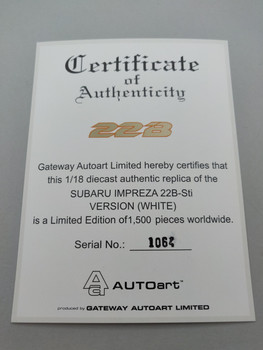 Certificate
of
Authenticity
22B
Gateway Autoart Limited hereby certifies that
this 1/18 diecast authentic replica of the
SUBARU IMPREZA 22B-Sti
VERSION (WHITE)
is a Limited Edition of1,500 pieces worldwide.
Serial No.:
AUTOart™
produced by GATEWAY AUTOART LIMITED